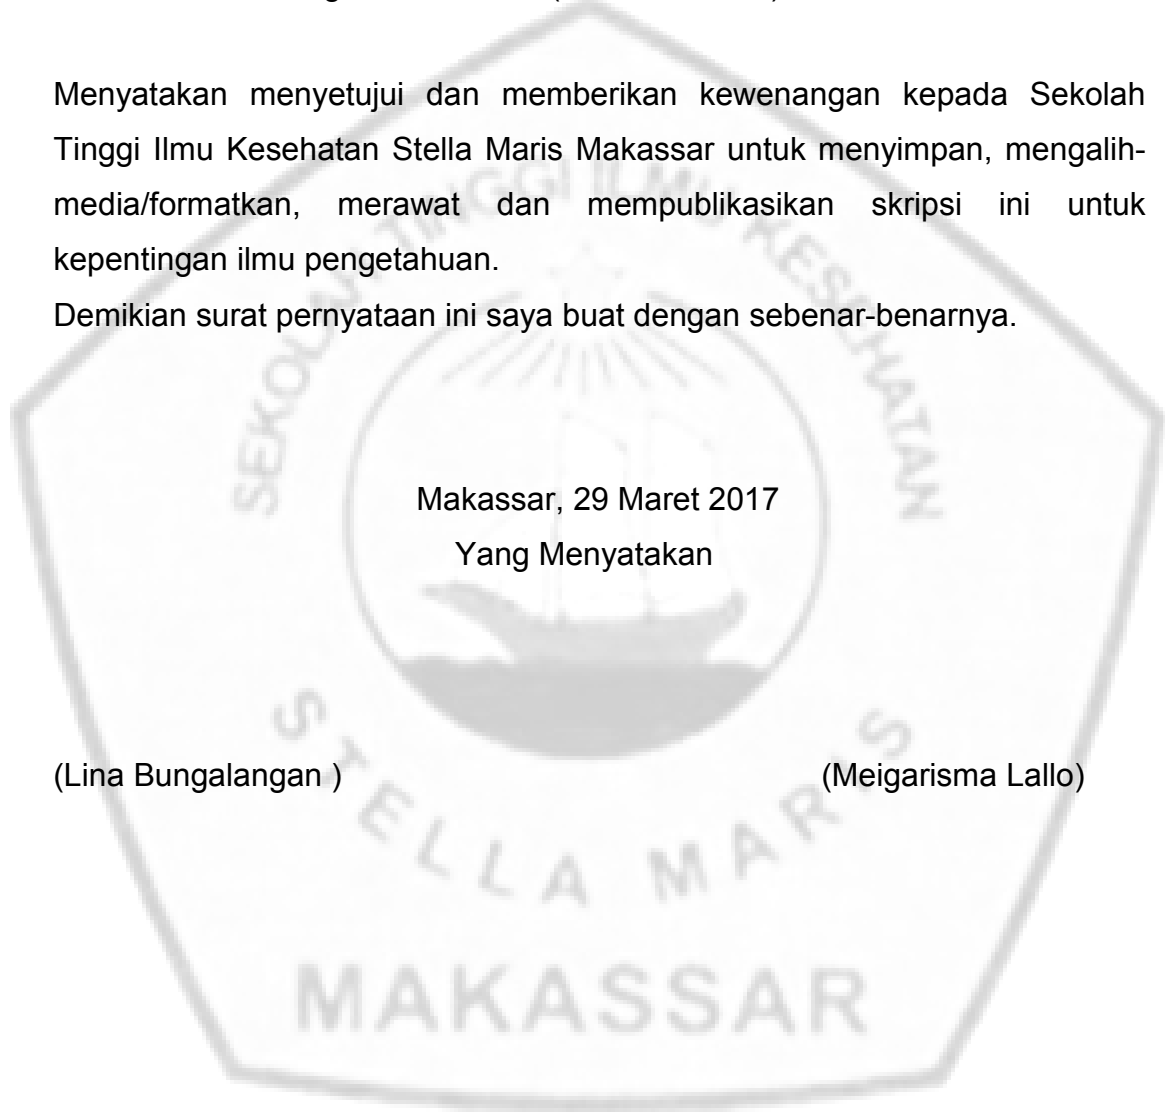 Menyatakan menyetujui dan memberikan kewenangan kepada Sekolah
Tinggi Ilmu Kesehatan Stella Maris Makassar untuk menyimpan, mengalih-
media/formatkan, merawat dan mempublikasikan skripsi ini untuk
kepentingan ilmu pengetahuan.
Demikian surat pernyataan ini saya buat dengan sebenar-benarnya.
SEKOLAH TINGGI ILMU KESEHATAN
Makassar, 29 Maret 2017
Yang Menyatakan
(Lina Bungalangan ) (Meigarisma Lallo)
STELLA MARIS
MAKASSAR